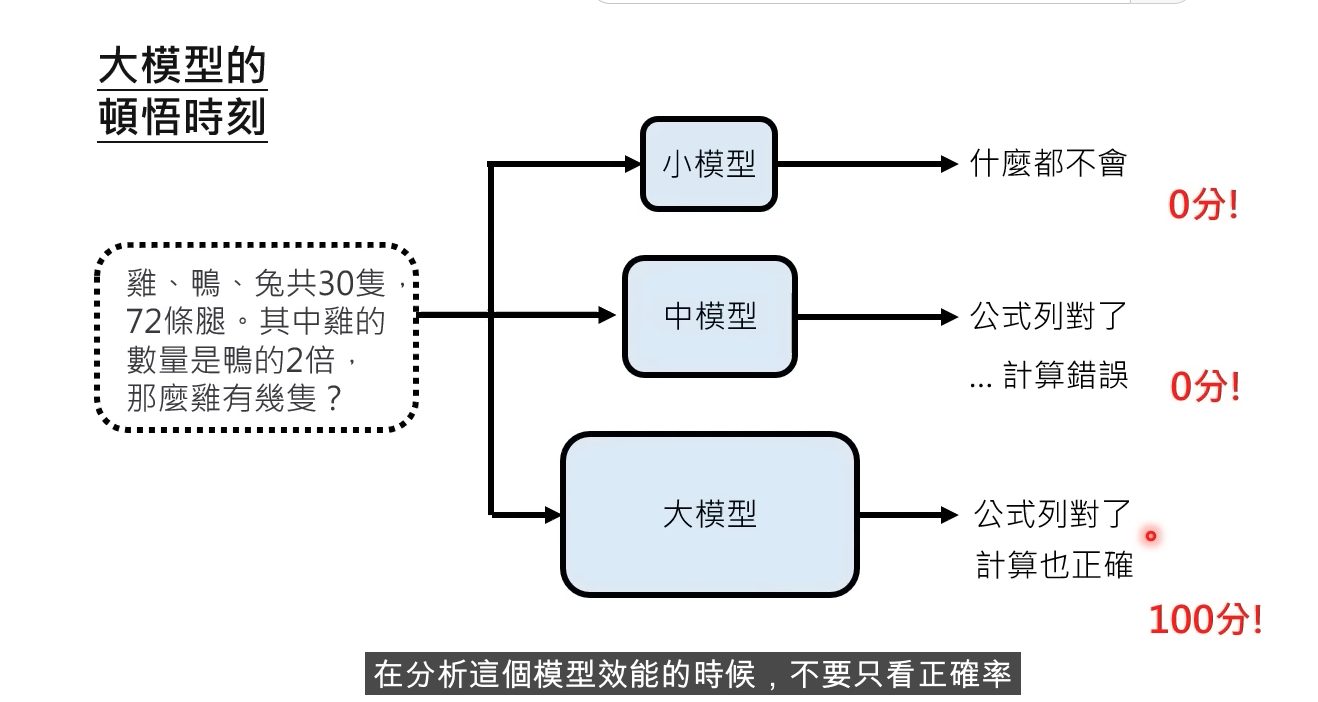 大模型的
頓悟時刻
雞、鴨、兔共30隻，
72條腿。其中雞的
數量是鴨的2倍，
那麼雞有幾隻？
小模型
什麼都不會
0分!
中模型
公式列對了
... 計算錯誤
0分!
大模型
公式列對了
計算也正確
100分!
在分析這個模型效能的時候，不要只看正確率